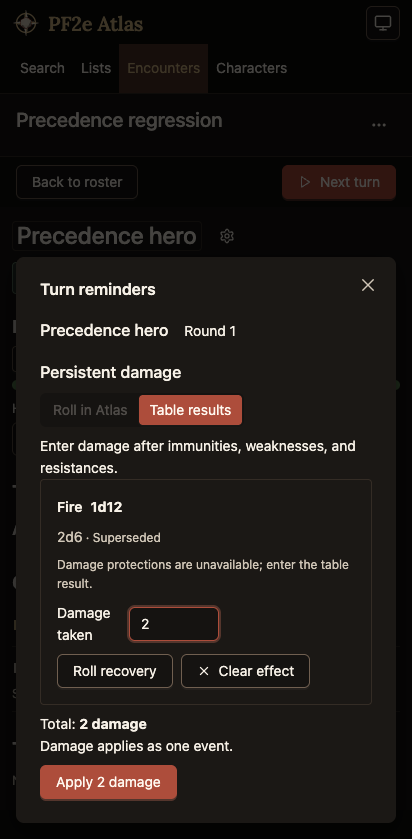 PF2e Atlas
Search Lists Encounters Characters
Precedence regression
Back to roster
Next turn
Precedence hero
Turn reminders
Precedence hero Round 1
Persistent damage
Roll in Atlas Table results
Enter damage after immunities, weaknesses, and
resistances.
Fire 1d12
2d6 · Superseded
Damage protections are unavailable; enter the table
result.
Damage
taken
2
Roll recovery
Clear effect
Total: 2 damage
Damage applies as one event.
Apply 2 damage